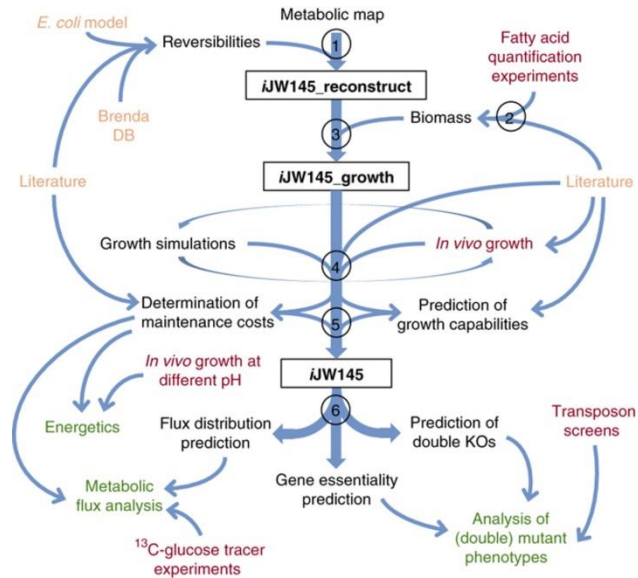 Metabolic map
E. coli model
Reversibilities
1
Fatty acid
quantification
experiments
iJW145_reconstruct
Brenda
DB
3
Biomass
2
Literature
iJW145_growth
Literature
Growth simulations
In vivo growth
4
Determination of
maintenance costs
5
Prediction of
growth capabilities
In vivo growth at
different pH
iJW145
6
Energetics
Flux distribution
prediction
Prediction of
double KOs
Transposon
screens
Metabolic
flux analysis
Gene essentiality
prediction
Analysis of
(double) mutant
phenotypes
¹³C-glucose tracer
experiments